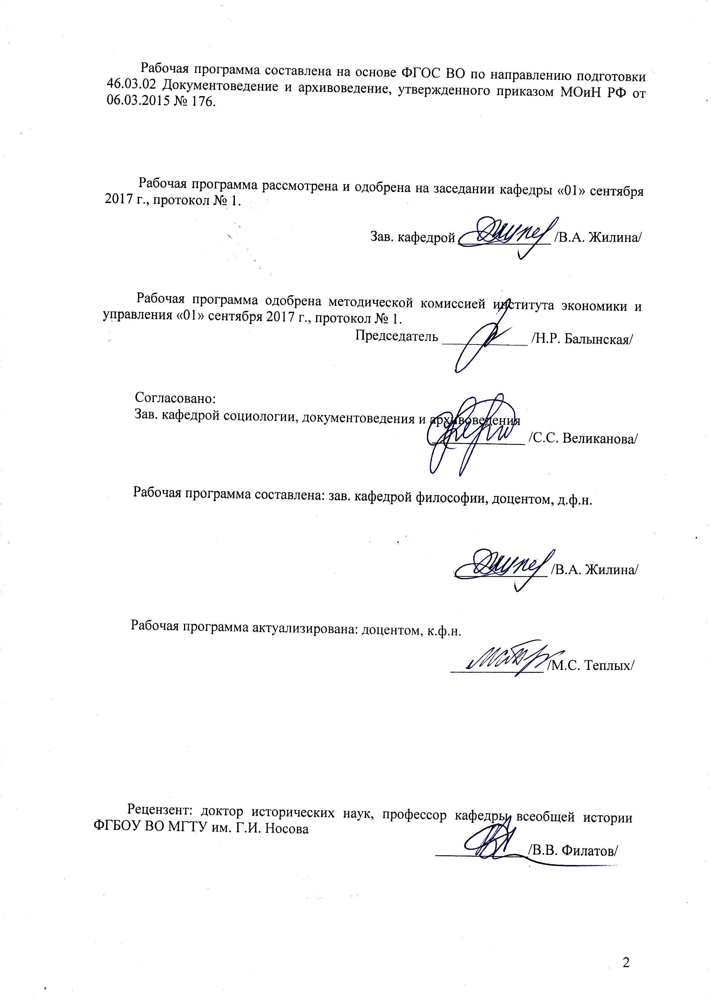 Рабочая программа составлена на основе ФГОС ВО по направлению подготовки
46.03.02 Документоведение и архивоведение, утвержденного приказом МОиН РФ от
06.03.2015 № 176.
Рабочая программа рассмотрена и одобрена на заседании кафедры «01» сентября
2017 г., протокол № 1.
Зав. кафедрой /В.А. Жилина/
Рабочая программа одобрена методической комиссией института экономики и
управления «01» сентября 2017 г., протокол № 1.
Председатель /Н.Р. Балынская/
Согласовано:
Зав. кафедрой социологии, документоведения и архивоведения
/С.С. Великанова/
Рабочая программа составлена: зав. кафедрой философии, доцентом, д.ф.н.
/В.А. Жилина/
Рабочая программа актуализирована: доцентом, к.ф.н.
/М.С. Теплых/
Рецензент: доктор исторических наук, профессор кафедры всеобщей истории
ФГБОУ ВО МГТУ им. Г.И. Носова
/В.В. Филатов/
2